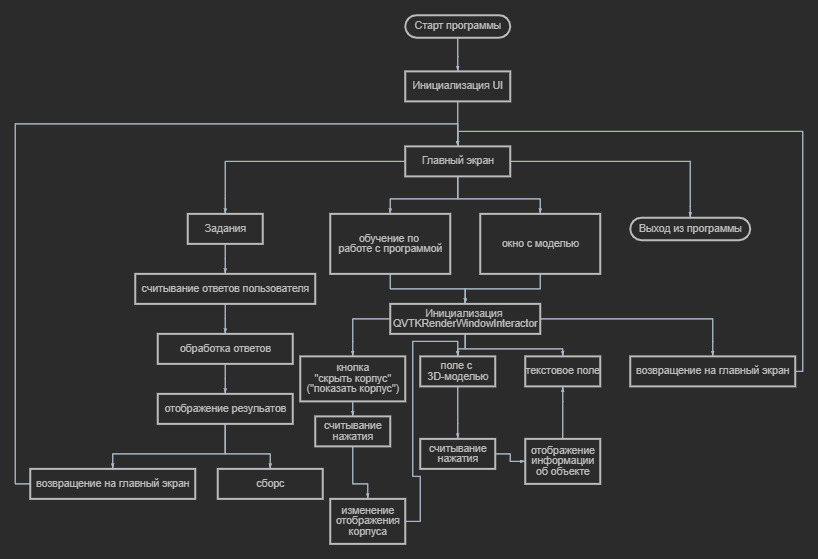 Старт программы
Инициализация UI
Главный экран
Задания
обучение по
работе с программой
окно с моделью
Выход из программы
считывание ответов пользователя
Инициализация
QVTKRenderWindowInteractor
обработка ответов
кнопка
"скрыть корпус"
("показать корпус")
поле с
3D-моделью
текстовое поле
возвращение на главный экран
отображение резульатов
считывание
нажатия
считывание
нажатия
отображение
информации
об объекте
возвращение на главный экран
сборс
изменение
отображения
корпуса